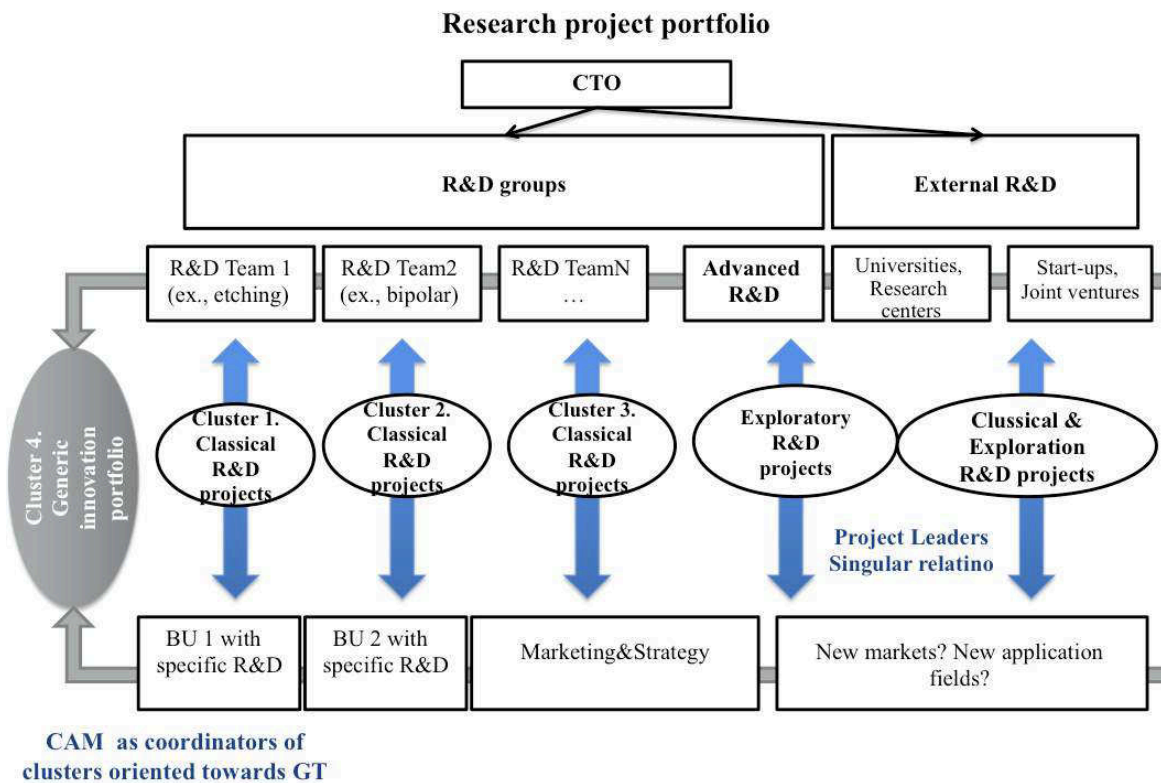 Research project portfolio
CTO
R&D groups
External R&D
R&D Team 1
(ex., etching)
R&D Team2
(ex., bipolar)
R&D TeamN
…
Advanced
R&D
Universities,
Research
centers
Start-ups,
Joint ventures
Cluster 4.
Generic
innovation
portfolio
Cluster 1.
Classical
R&D
projects
Cluster 2.
Classical
R&D
projects
Cluster 3.
Classical
R&D
projects
Exploratory
R&D
projects
Clussical &
Exploration
R&D projects
Project Leaders
Singular relatino
BU 1 with
specific R&D
BU 2 with
specific R&D
Marketing&Strategy
New markets? New application
fields?
CAM as coordinators of
clusters oriented towards GT